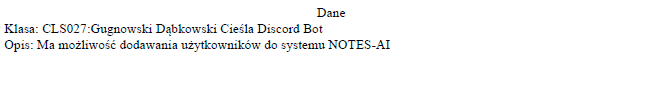 Dane
Klasa: CLS027:Gugnowski Dąbkowski Cieśla Discord Bot
Opis: Ma możliwość dodawania użytkowników do systemu NOTES-AI